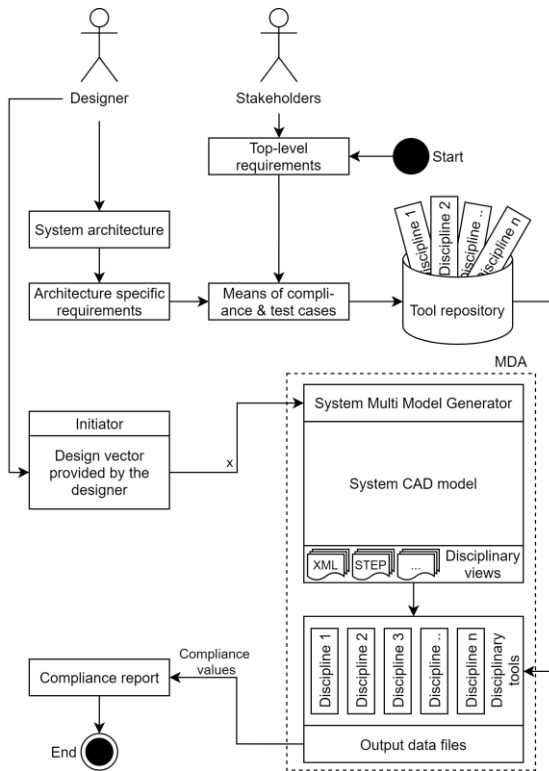 Designer
Stakeholders
Top-level
requirements
Start
System architecture
Discipline 1
Discipline 2
Discipline ..
Discipline n
Architecture specific
requirements
Means of compli-
ance & test cases
Tool repository
MDA
Initiator
Design vector
provided by the
designer
x
System Multi Model Generator
System CAD model
XML
STEP
...
Disciplinary
views
Discipline 1
Discipline 2
Discipline 3
Discipline ..
Discipline n
Disciplinary
tools
Output data files
Compliance
values
Compliance report
End